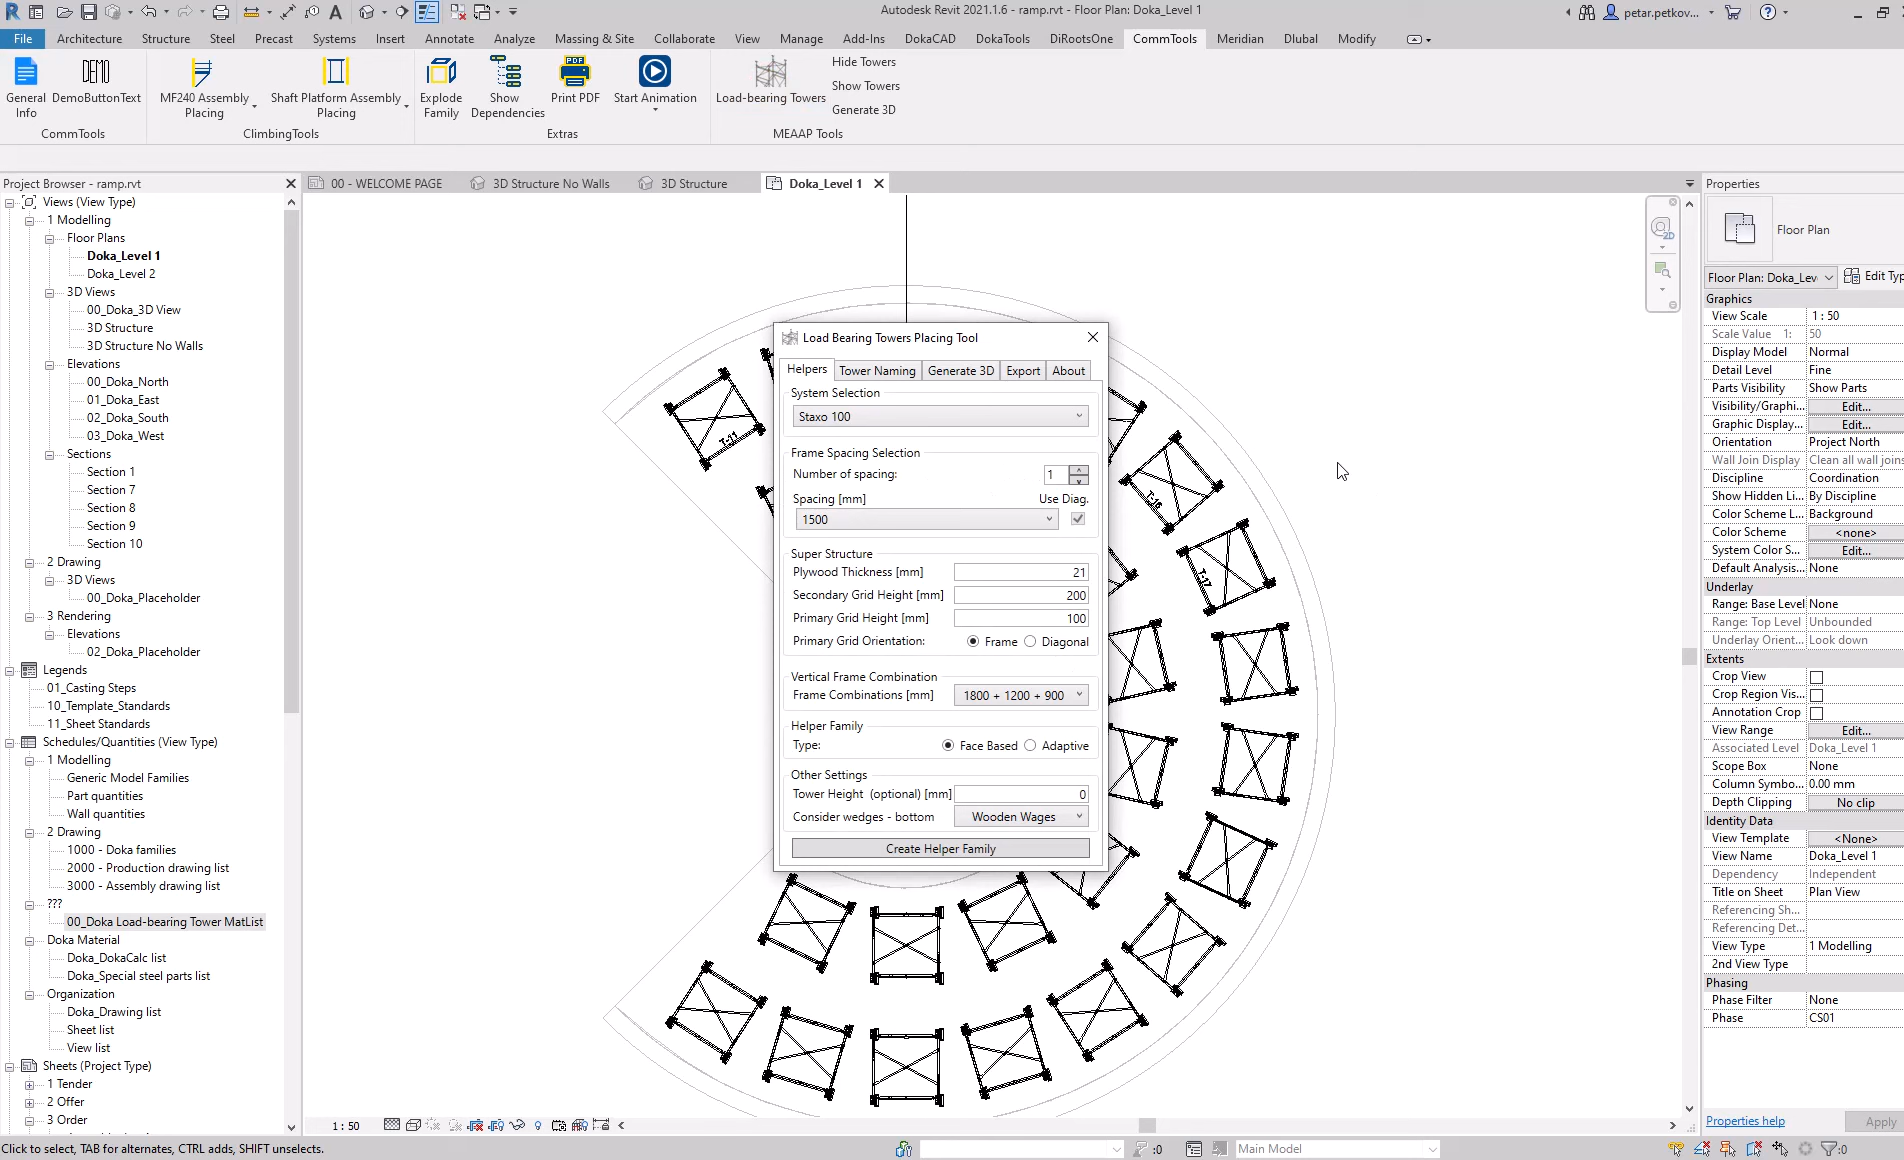 Autodesk Revit 2021.1.6 - ramp.rvt - Floor Plan: Doka_Level 1
petar.petkov...
File Architecture Structure Steel Precast Systems Insert Annotate Analyze Massing & Site Collaborate View Manage Add-Ins DokaCAD DokaTools DiRootsOne CommTools Meridian Dlubal Modify
General Info
DEMO
DemoButtonText
MF240 Assembly Placing
Shaft Platform Assembly Placing
Explode Family
Show Dependencies
PDF
Print PDF
Start Animation
Load-bearing Towers
Hide Towers
Show Towers
Generate 3D
CommTools
ClimbingTools
Extras
MEAAP Tools
Project Browser - ramp.rvt
Views (View Type)
1 Modelling
Floor Plans
Doka_Level 1
Doka_Level 2
3D Views
00_Doka_3D View
3D Structure
3D Structure No Walls
Elevations
00_Doka_North
01_Doka_East
02_Doka_South
03_Doka_West
Sections
Section 1
Section 7
Section 8
Section 9
Section 10
2 Drawing
3D Views
00_Doka_Placeholder
3 Rendering
Elevations
02_Doka_Placeholder
Legends
01_Casting Steps
10_Template_Standards
11_Sheet Standards
Schedules/Quantities (View Type)
1 Modelling
Generic Model Families
Part quantities
Wall quantities
2 Drawing
1000 - Doka families
2000 - Production drawing list
3000 - Assembly drawing list
???
00_Doka Load-bearing Tower MatList
Doka Material
Doka_DokaCalc list
Doka_Special steel parts list
Organization
Doka_Drawing list
Sheet list
View list
Sheets (Project Type)
1 Tender
2 Offer
3 Order
00 - WELCOME PAGE
3D Structure No Walls
3D Structure
Doka_Level 1
2D
T-11
T-16
T-17
Load Bearing Towers Placing Tool
Helpers Tower Naming Generate 3D Export About
System Selection
Staxo 100
Frame Spacing Selection
Number of spacing: 1
Spacing [mm] Use Diag.
1500
Super Structure
Plywood Thickness [mm] 21
Secondary Grid Height [mm] 200
Primary Grid Height [mm] 100
Primary Grid Orientation: Frame Diagonal
Vertical Frame Combination
Frame Combinations [mm] 1800 + 1200 + 900
Helper Family
Type: Face Based Adaptive
Other Settings
Tower Height (optional) [mm] 0
Consider wedges - bottom Wooden Wages
Create Helper Family
Properties
Floor Plan
Floor Plan: Doka_Lev Edit Typ
Graphics
View Scale 1 : 50
Scale Value 1: 50
Display Model Normal
Detail Level Fine
Parts Visibility Show Parts
Visibility/Graphi... Edit...
Graphic Display... Edit...
Orientation Project North
Wall Join Display Clean all wall joins
Discipline Coordination
Show Hidden Li... By Discipline
Color Scheme L... Background
Color Scheme <none>
System Color S... Edit...
Default Analysis... None
Underlay
Range: Base Level None
Range: Top Level Unbounded
Underlay Orient... Look down
Extents
Crop View
Crop Region Vis...
Annotation Crop
View Range Edit...
Associated Level Doka_Level 1
Scope Box None
Column Symbo... 0.00 mm
Depth Clipping No clip
Identity Data
View Template <None>
View Name Doka_Level 1
Dependency Independent
Title on Sheet Plan View
Referencing Sh...
Referencing Det...
View Type 1 Modelling
2nd View Type
Phasing
Phase Filter None
Phase CS01
Properties help Apply
1 : 50
Click to select, TAB for alternates, CTRL adds, SHIFT unselects.
:0
Main Model
:0